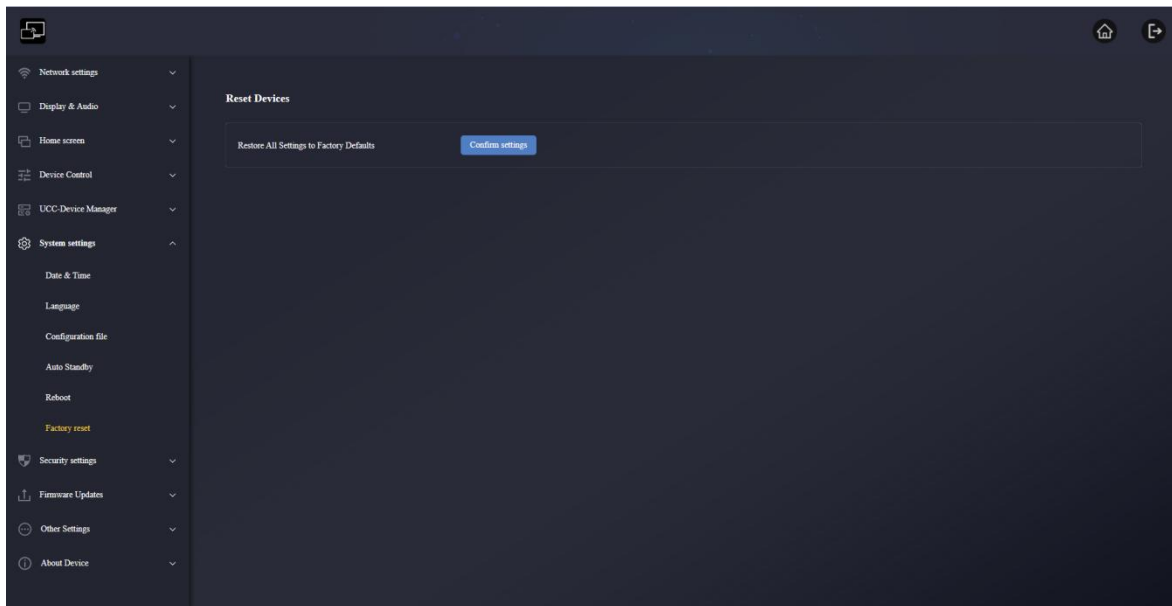 Network settings
Display & Audio
Home screen
Device Control
UCC-Device Manager
System settings
Date & Time
Language
Configuration file
Auto Standby
Reboot
Factory reset
Security settings
Firmware Updates
Other Settings
About Device
Reset Devices
Restore All Settings to Factory Defaults
Confirm settings